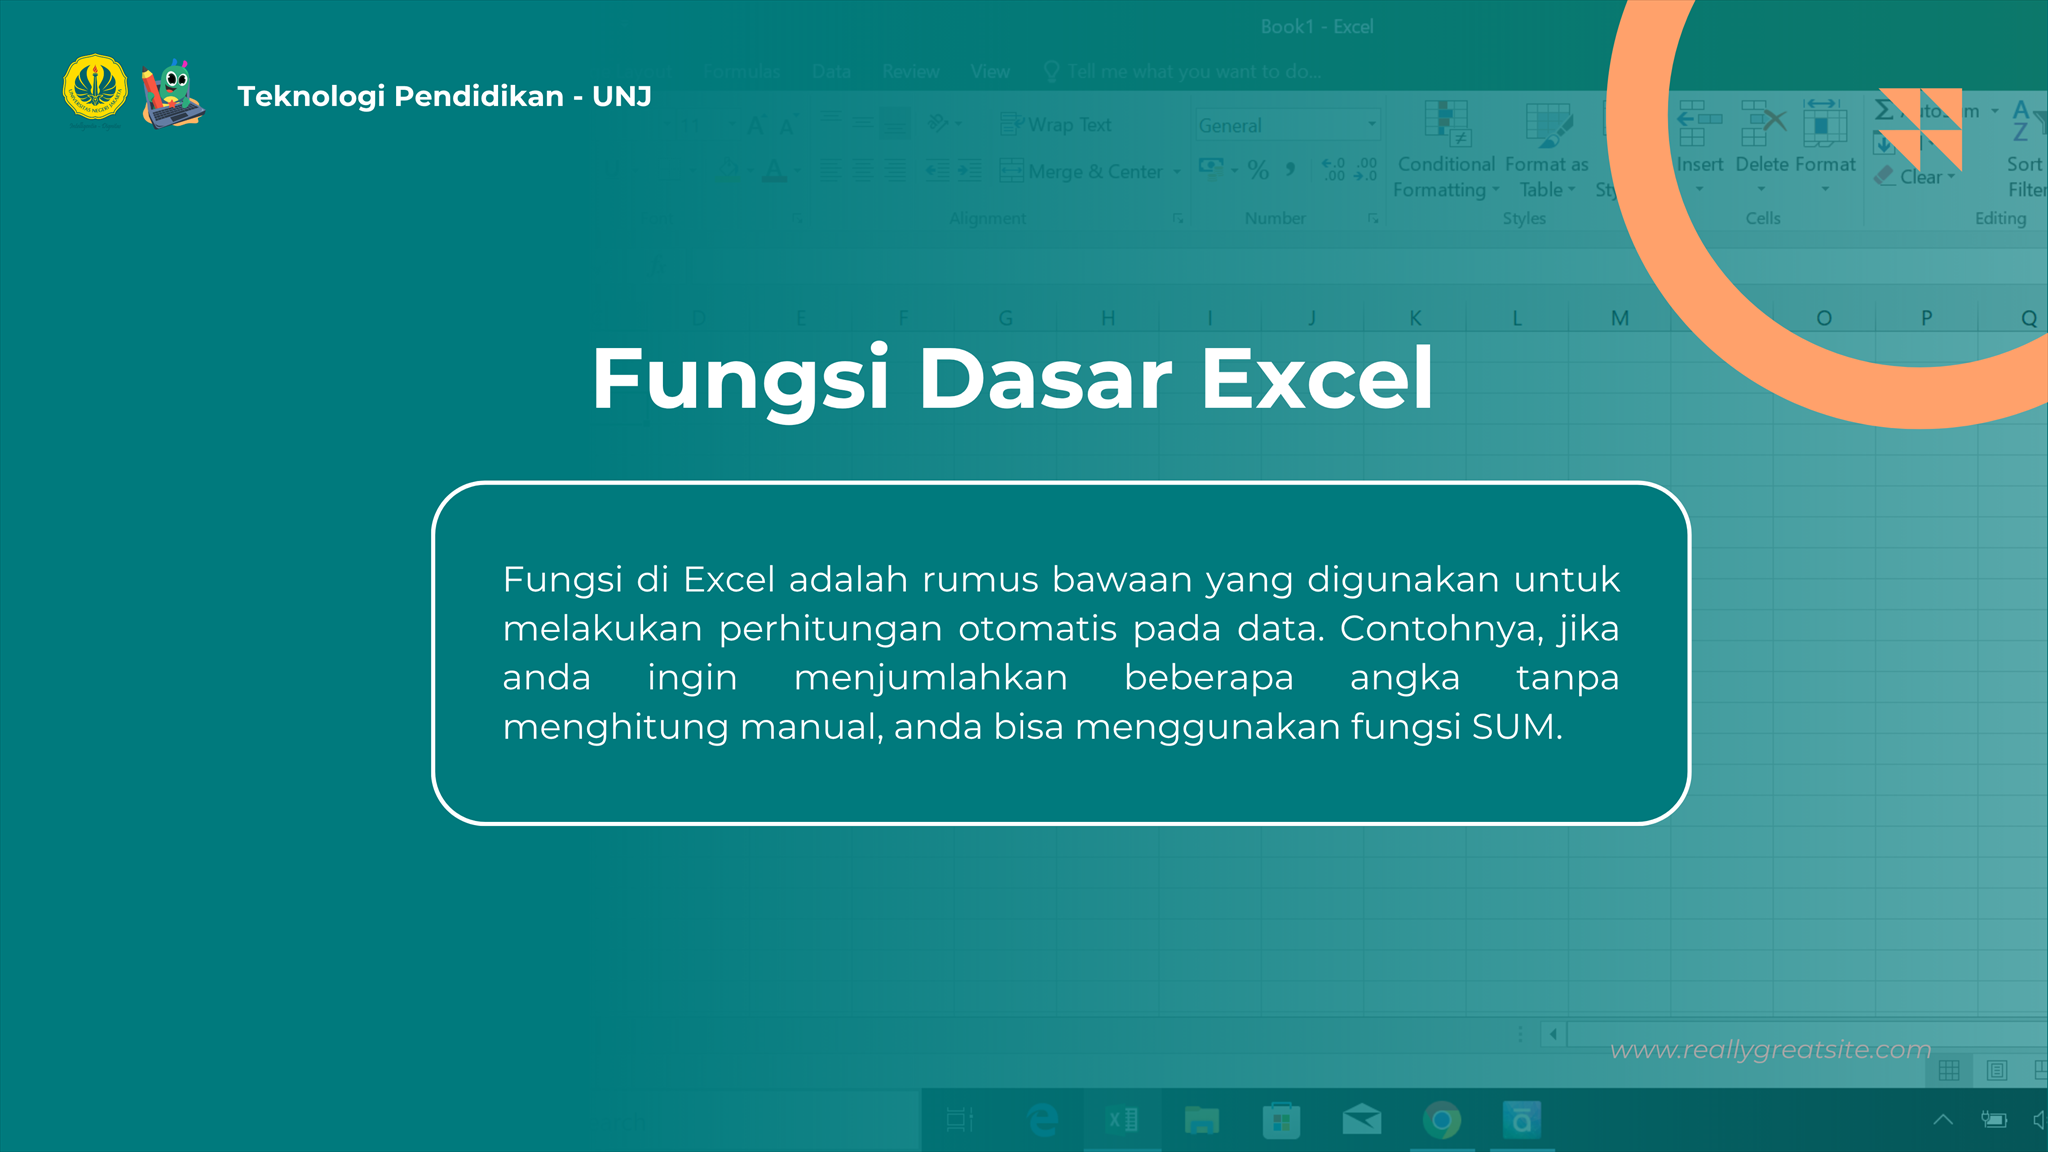 Book1 - Excel
Formulas Data Review View Tell me what you want to do...
Teknologi Pendidikan - UNJ
Wrap Text
General
Merge & Center
%
Conditional Formatting
Format as Table
Insert
Delete
Format
Clear
Sort
Filter
Alignment
Number
Styles
Cells
Editing
D E F G H I J K L M O P Q
Fungsi Dasar Excel
Fungsi di Excel adalah rumus bawaan yang digunakan untuk
melakukan perhitungan otomatis pada data. Contohnya, jika
anda ingin menjumlahkan beberapa angka tanpa
menghitung manual, anda bisa menggunakan fungsi SUM.
www.reallygreatsite.com